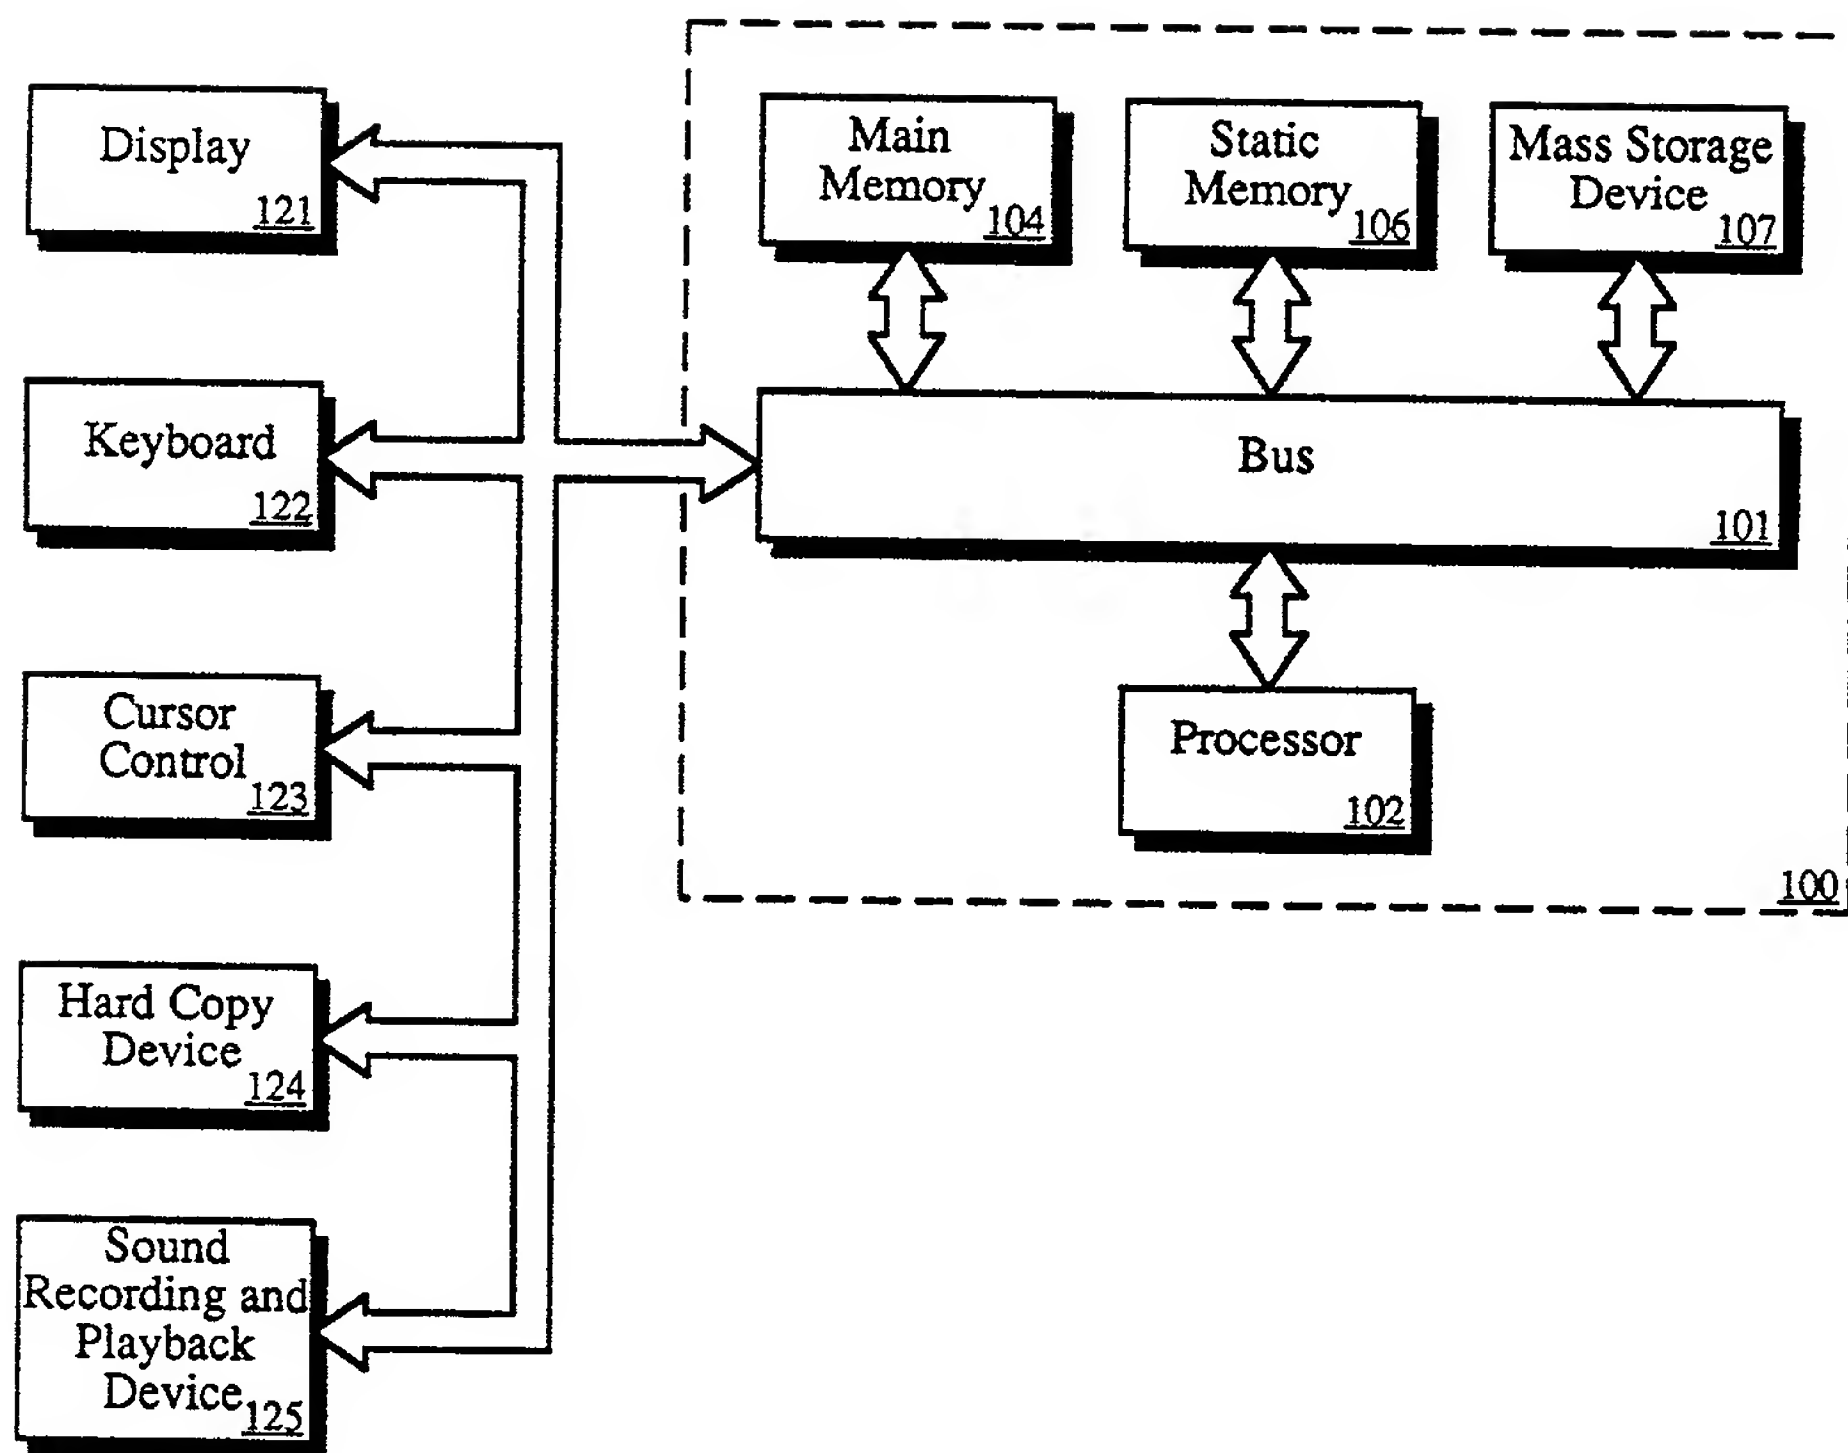 Display
121
Keyboard
122
Cursor
Control
123
Hard Copy
Device
124
Sound
Recording and
Playback
Device
125
Main
Memory
104
Static
Memory
106
Mass Storage
Device
107
Bus
101
Processor
102
100